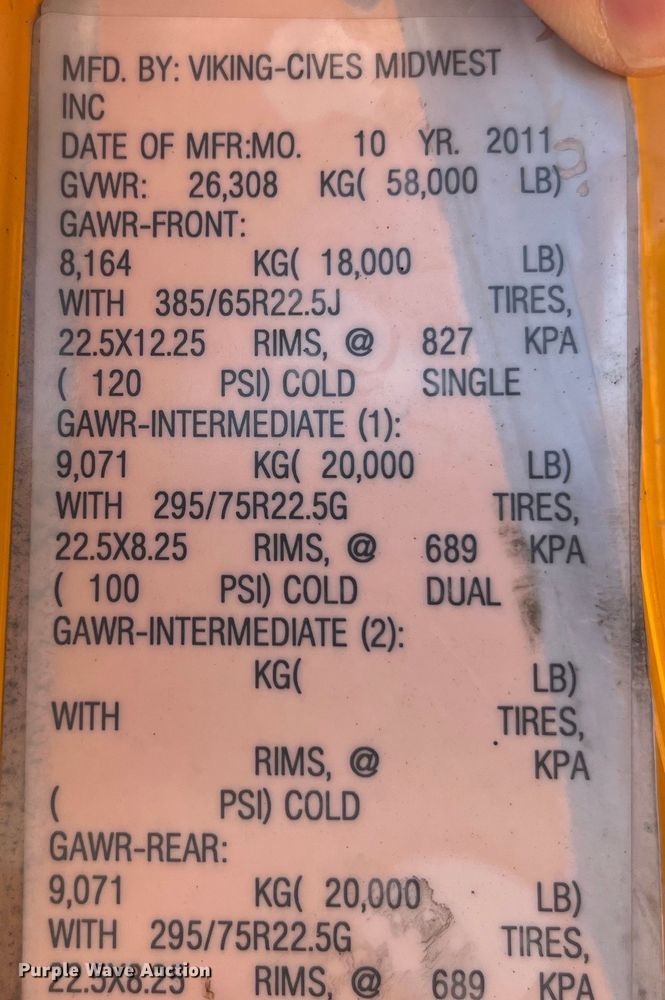 MFD. BY: VIKING-CIVES MIDWEST
INC
DATE OF MFR:MO. 10 YR. 2011
GVWR: 26,308 KG( 58,000 LB)
GAWR-FRONT:
8,164 KG( 18,000 LB)
WITH 385/65R22.5J TIRES,
22.5X12.25 RIMS, @ 827 KPA
( 120 PSI) COLD SINGLE
GAWR-INTERMEDIATE (1):
9,071 KG( 20,000 LB)
WITH 295/75R22.5G TIRES,
22.5X8.25 RIMS, @ 689 KPA
( 100 PSI) COLD DUAL
GAWR-INTERMEDIATE (2):
KG( LB)
WITH TIRES,
RIMS, @ KPA
( PSI) COLD
GAWR-REAR:
9,071 KG( 20,000 LB)
WITH 295/75R22.5G TIRES,
Purple Wave Auction
22.5X8.25 RIMS, @ 689 KPA